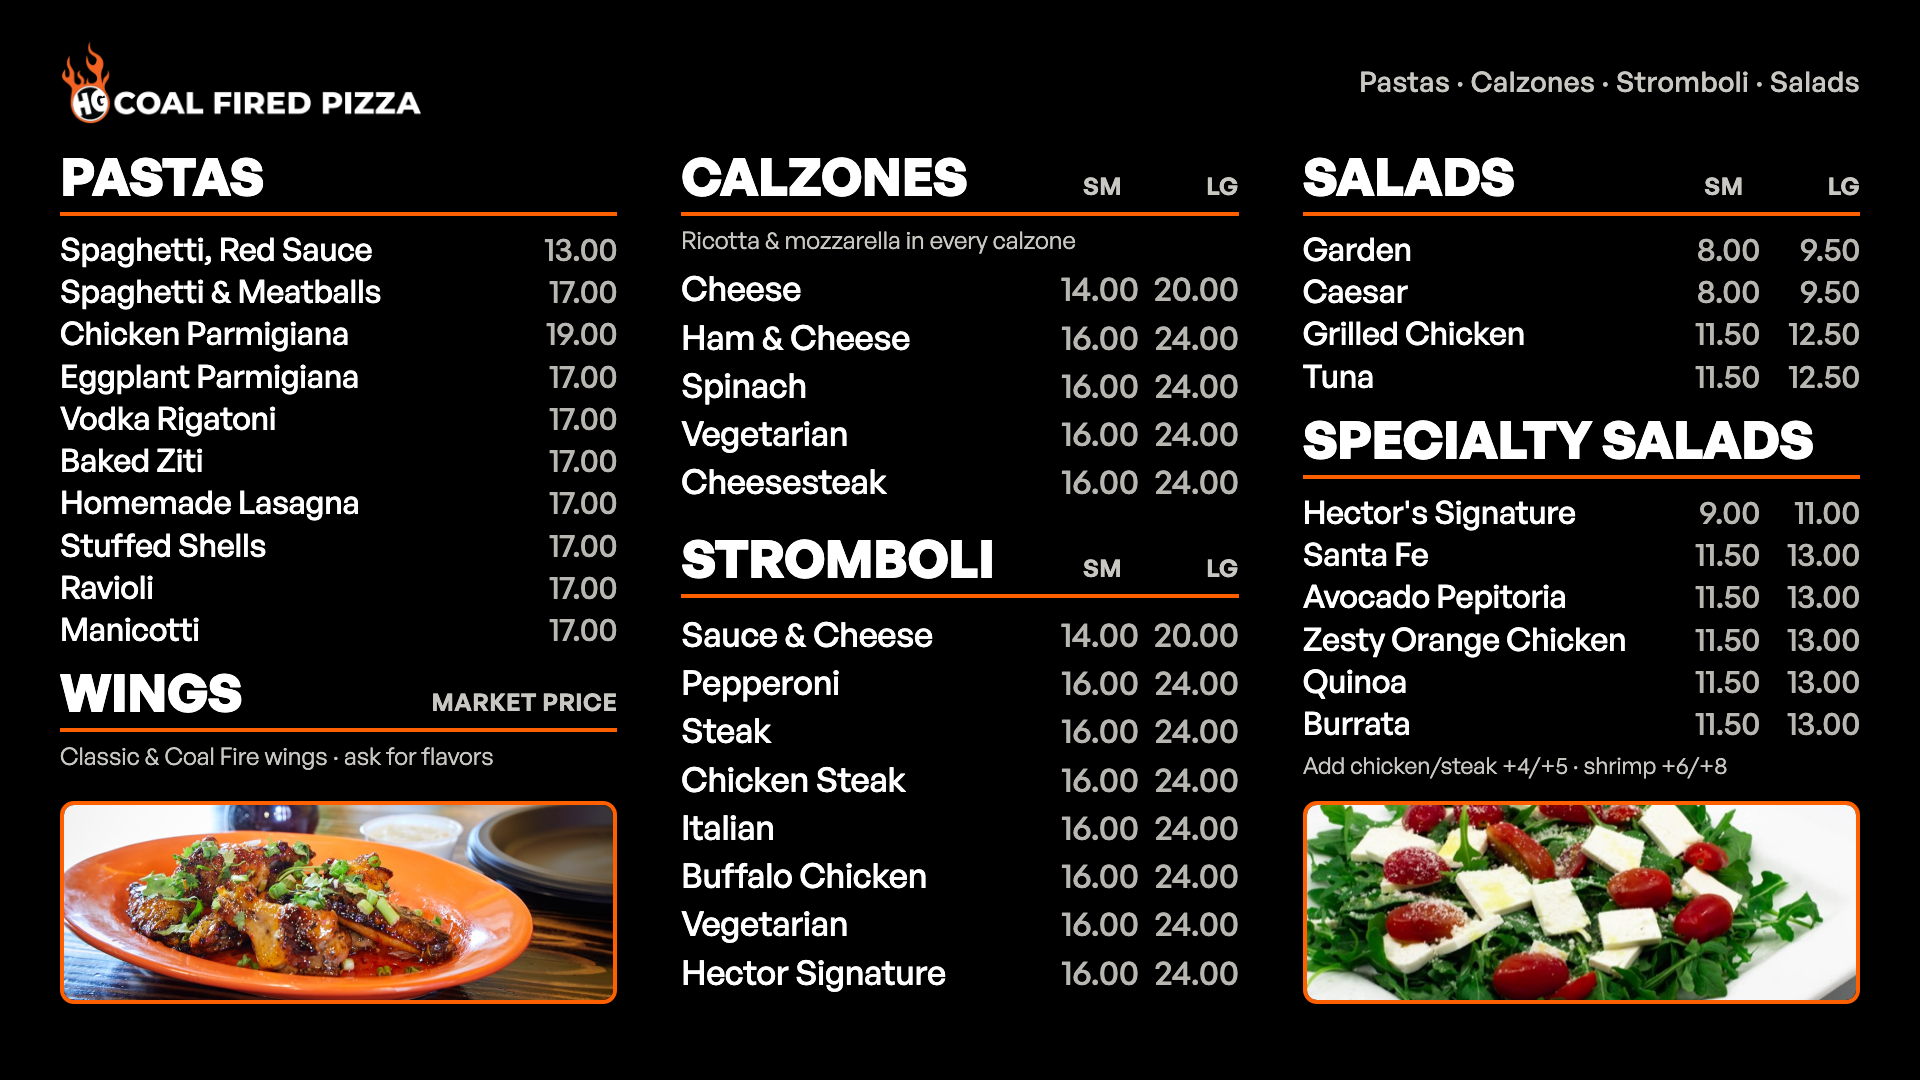 HG COAL FIRED PIZZA
Pastas · Calzones · Stromboli · Salads
PASTAS
Spaghetti, Red Sauce 13.00
Spaghetti & Meatballs 17.00
Chicken Parmigiana 19.00
Eggplant Parmigiana 17.00
Vodka Rigatoni 17.00
Baked Ziti 17.00
Homemade Lasagna 17.00
Stuffed Shells 17.00
Ravioli 17.00
Manicotti 17.00
WINGS MARKET PRICE
Classic & Coal Fire wings · ask for flavors
CALZONES SM LG
Ricotta & mozzarella in every calzone
Cheese 14.00 20.00
Ham & Cheese 16.00 24.00
Spinach 16.00 24.00
Vegetarian 16.00 24.00
Cheesesteak 16.00 24.00
STROMBOLI SM LG
Sauce & Cheese 14.00 20.00
Pepperoni 16.00 24.00
Steak 16.00 24.00
Chicken Steak 16.00 24.00
Italian 16.00 24.00
Buffalo Chicken 16.00 24.00
Vegetarian 16.00 24.00
Hector Signature 16.00 24.00
SALADS SM LG
Garden 8.00 9.50
Caesar 8.00 9.50
Grilled Chicken 11.50 12.50
Tuna 11.50 12.50
SPECIALTY SALADS
Hector's Signature 9.00 11.00
Santa Fe 11.50 13.00
Avocado Pepitoria 11.50 13.00
Zesty Orange Chicken 11.50 13.00
Quinoa 11.50 13.00
Burrata 11.50 13.00
Add chicken/steak +4/+5 · shrimp +6/+8